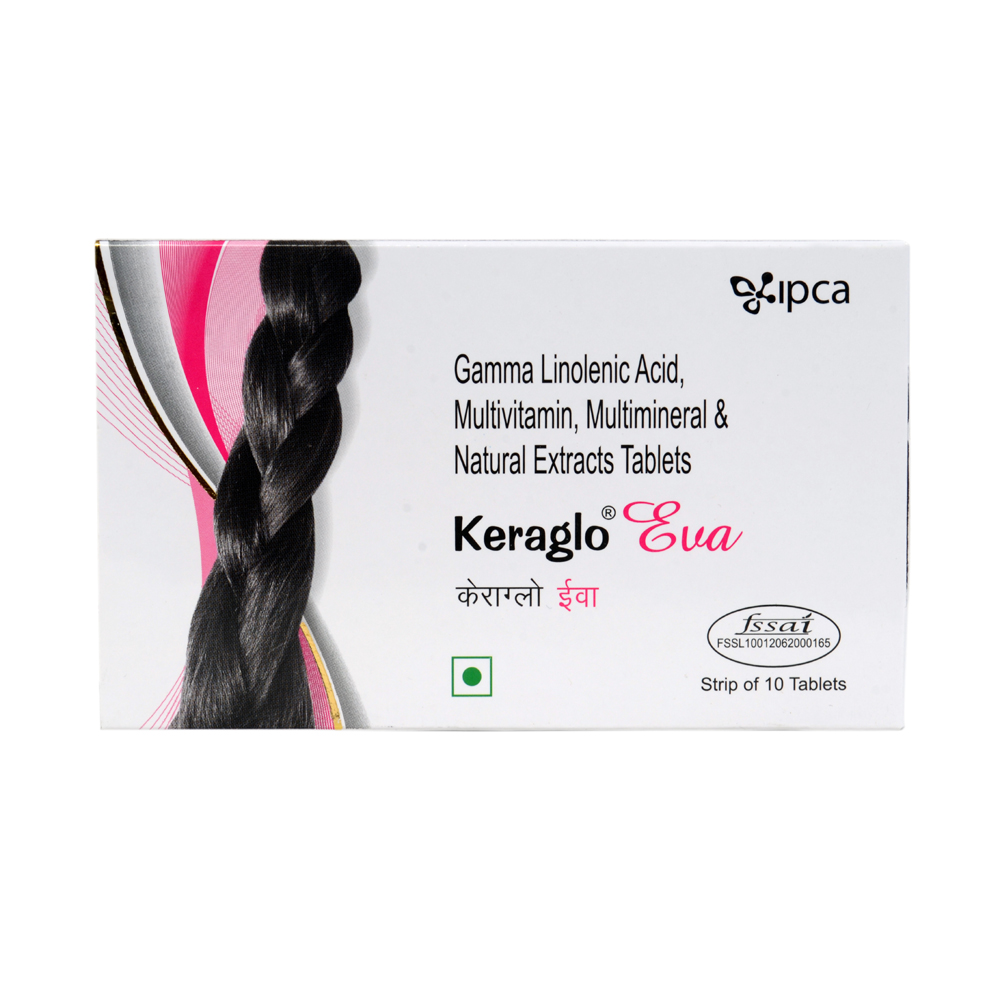 ipca
Gamma Linolenic Acid,
Multivitamin, Multimineral &
Natural Extracts Tablets
Keraglo® Eva
केराग्लो ईवा
fssai
FSSL10012062000165
Strip of 10 Tablets